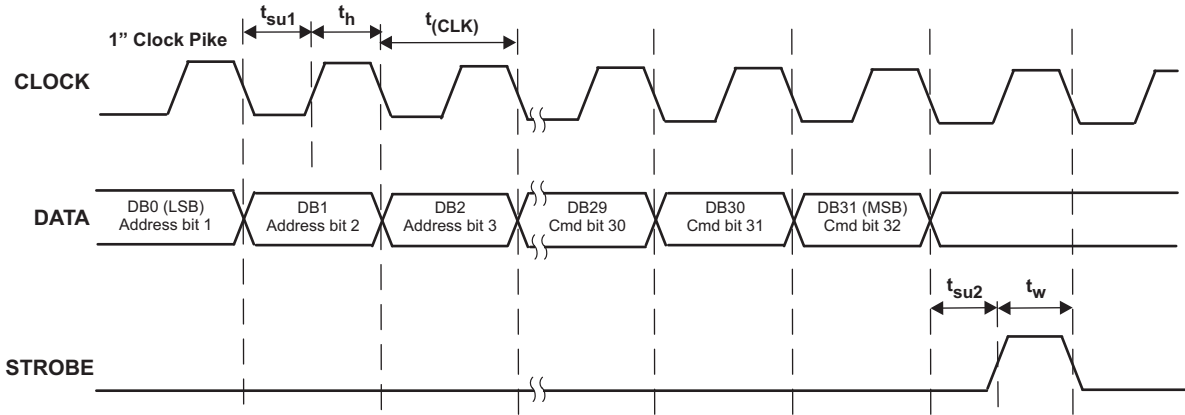 t_su1 t_h t_(CLK)
1” Clock Pike
CLOCK
DATA
DB0 (LSB)
Address bit 1
DB1
Address bit 2
DB2
Address bit 3
DB29
Cmd bit 30
DB30
Cmd bit 31
DB31 (MSB)
Cmd bit 32
t_su2 t_w
STROBE